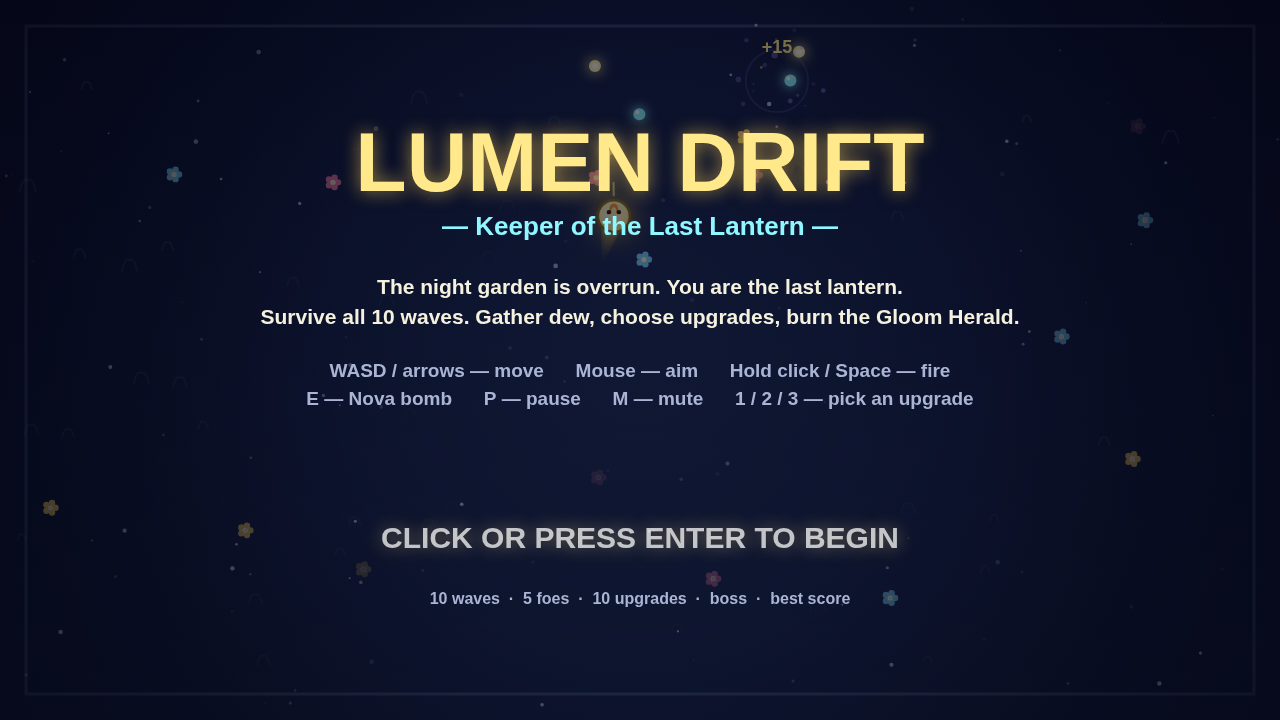 +15
LUMEN DRIFT
— Keeper of the Last Lantern —
The night garden is overrun. You are the last lantern.
Survive all 10 waves. Gather dew, choose upgrades, burn the Gloom Herald.
WASD / arrows — move Mouse — aim Hold click / Space — fire
E — Nova bomb P — pause M — mute 1 / 2 / 3 — pick an upgrade
CLICK OR PRESS ENTER TO BEGIN
10 waves · 5 foes · 10 upgrades · boss · best score